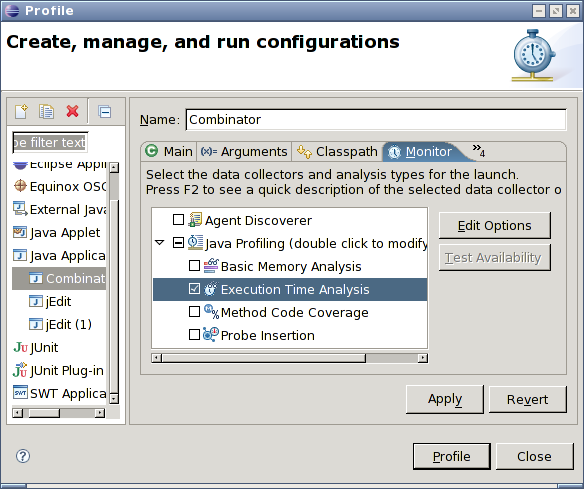 Profile
Create, manage, and run configurations
pe filter text
Eclipse Appl
Equinox OSG
External Java
Java Applet
Java Applica
Combinat
jEdit
jEdit (1)
JUnit
JUnit Plug-in
SWT Applica
Name: Combinator
Main (x)= Arguments Classpath Monitor »4
Select the data collectors and analysis types for the launch.
Press F2 to see a quick description of the selected data collector o
Agent Discoverer
Java Profiling (double click to modify
Basic Memory Analysis
Execution Time Analysis
Method Code Coverage
Probe Insertion
Edit Options
Test Availability
Apply Revert
Profile Close